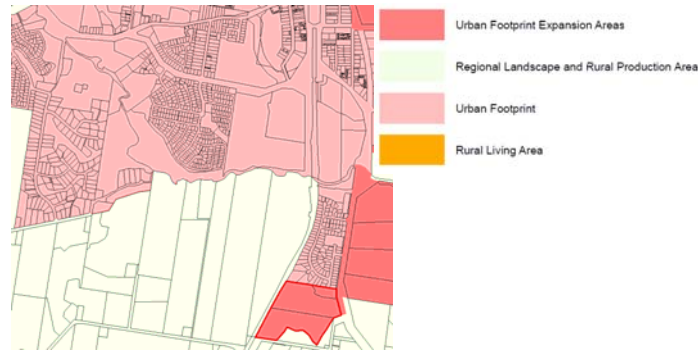 Urban Footprint Expansion Areas
Regional Landscape and Rural Production Area
Urban Footprint
Rural Living Area